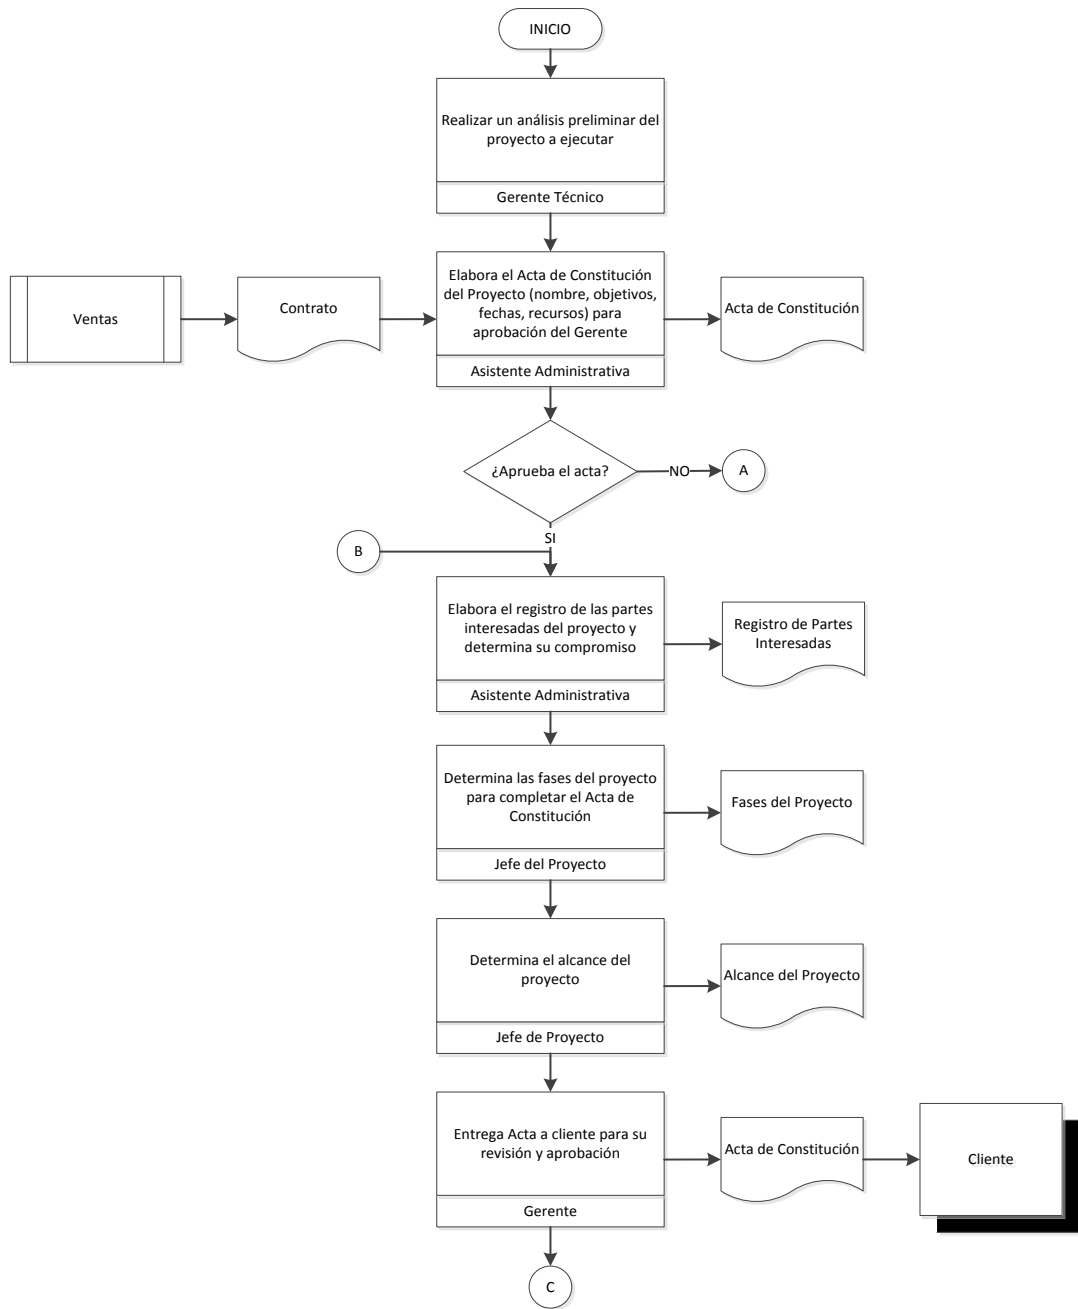 INICIO
Realizar un análisis preliminar del
proyecto a ejecutar
Gerente Técnico
Ventas
Contrato
Elabora el Acta de Constitución
del Proyecto (nombre, objetivos,
fechas, recursos) para
aprobación del Gerente
Asistente Administrativa
Acta de Constitución
¿Aprueba el acta?
NO
A
SI
B
Elabora el registro de las partes
interesadas del proyecto y
determina su compromiso
Asistente Administrativa
Registro de Partes
Interesadas
Determina las fases del proyecto
para completar el Acta de
Constitución
Jefe del Proyecto
Fases del Proyecto
Determina el alcance del
proyecto
Jefe de Proyecto
Alcance del Proyecto
Entrega Acta a cliente para su
revisión y aprobación
Gerente
Acta de Constitución
Cliente
C